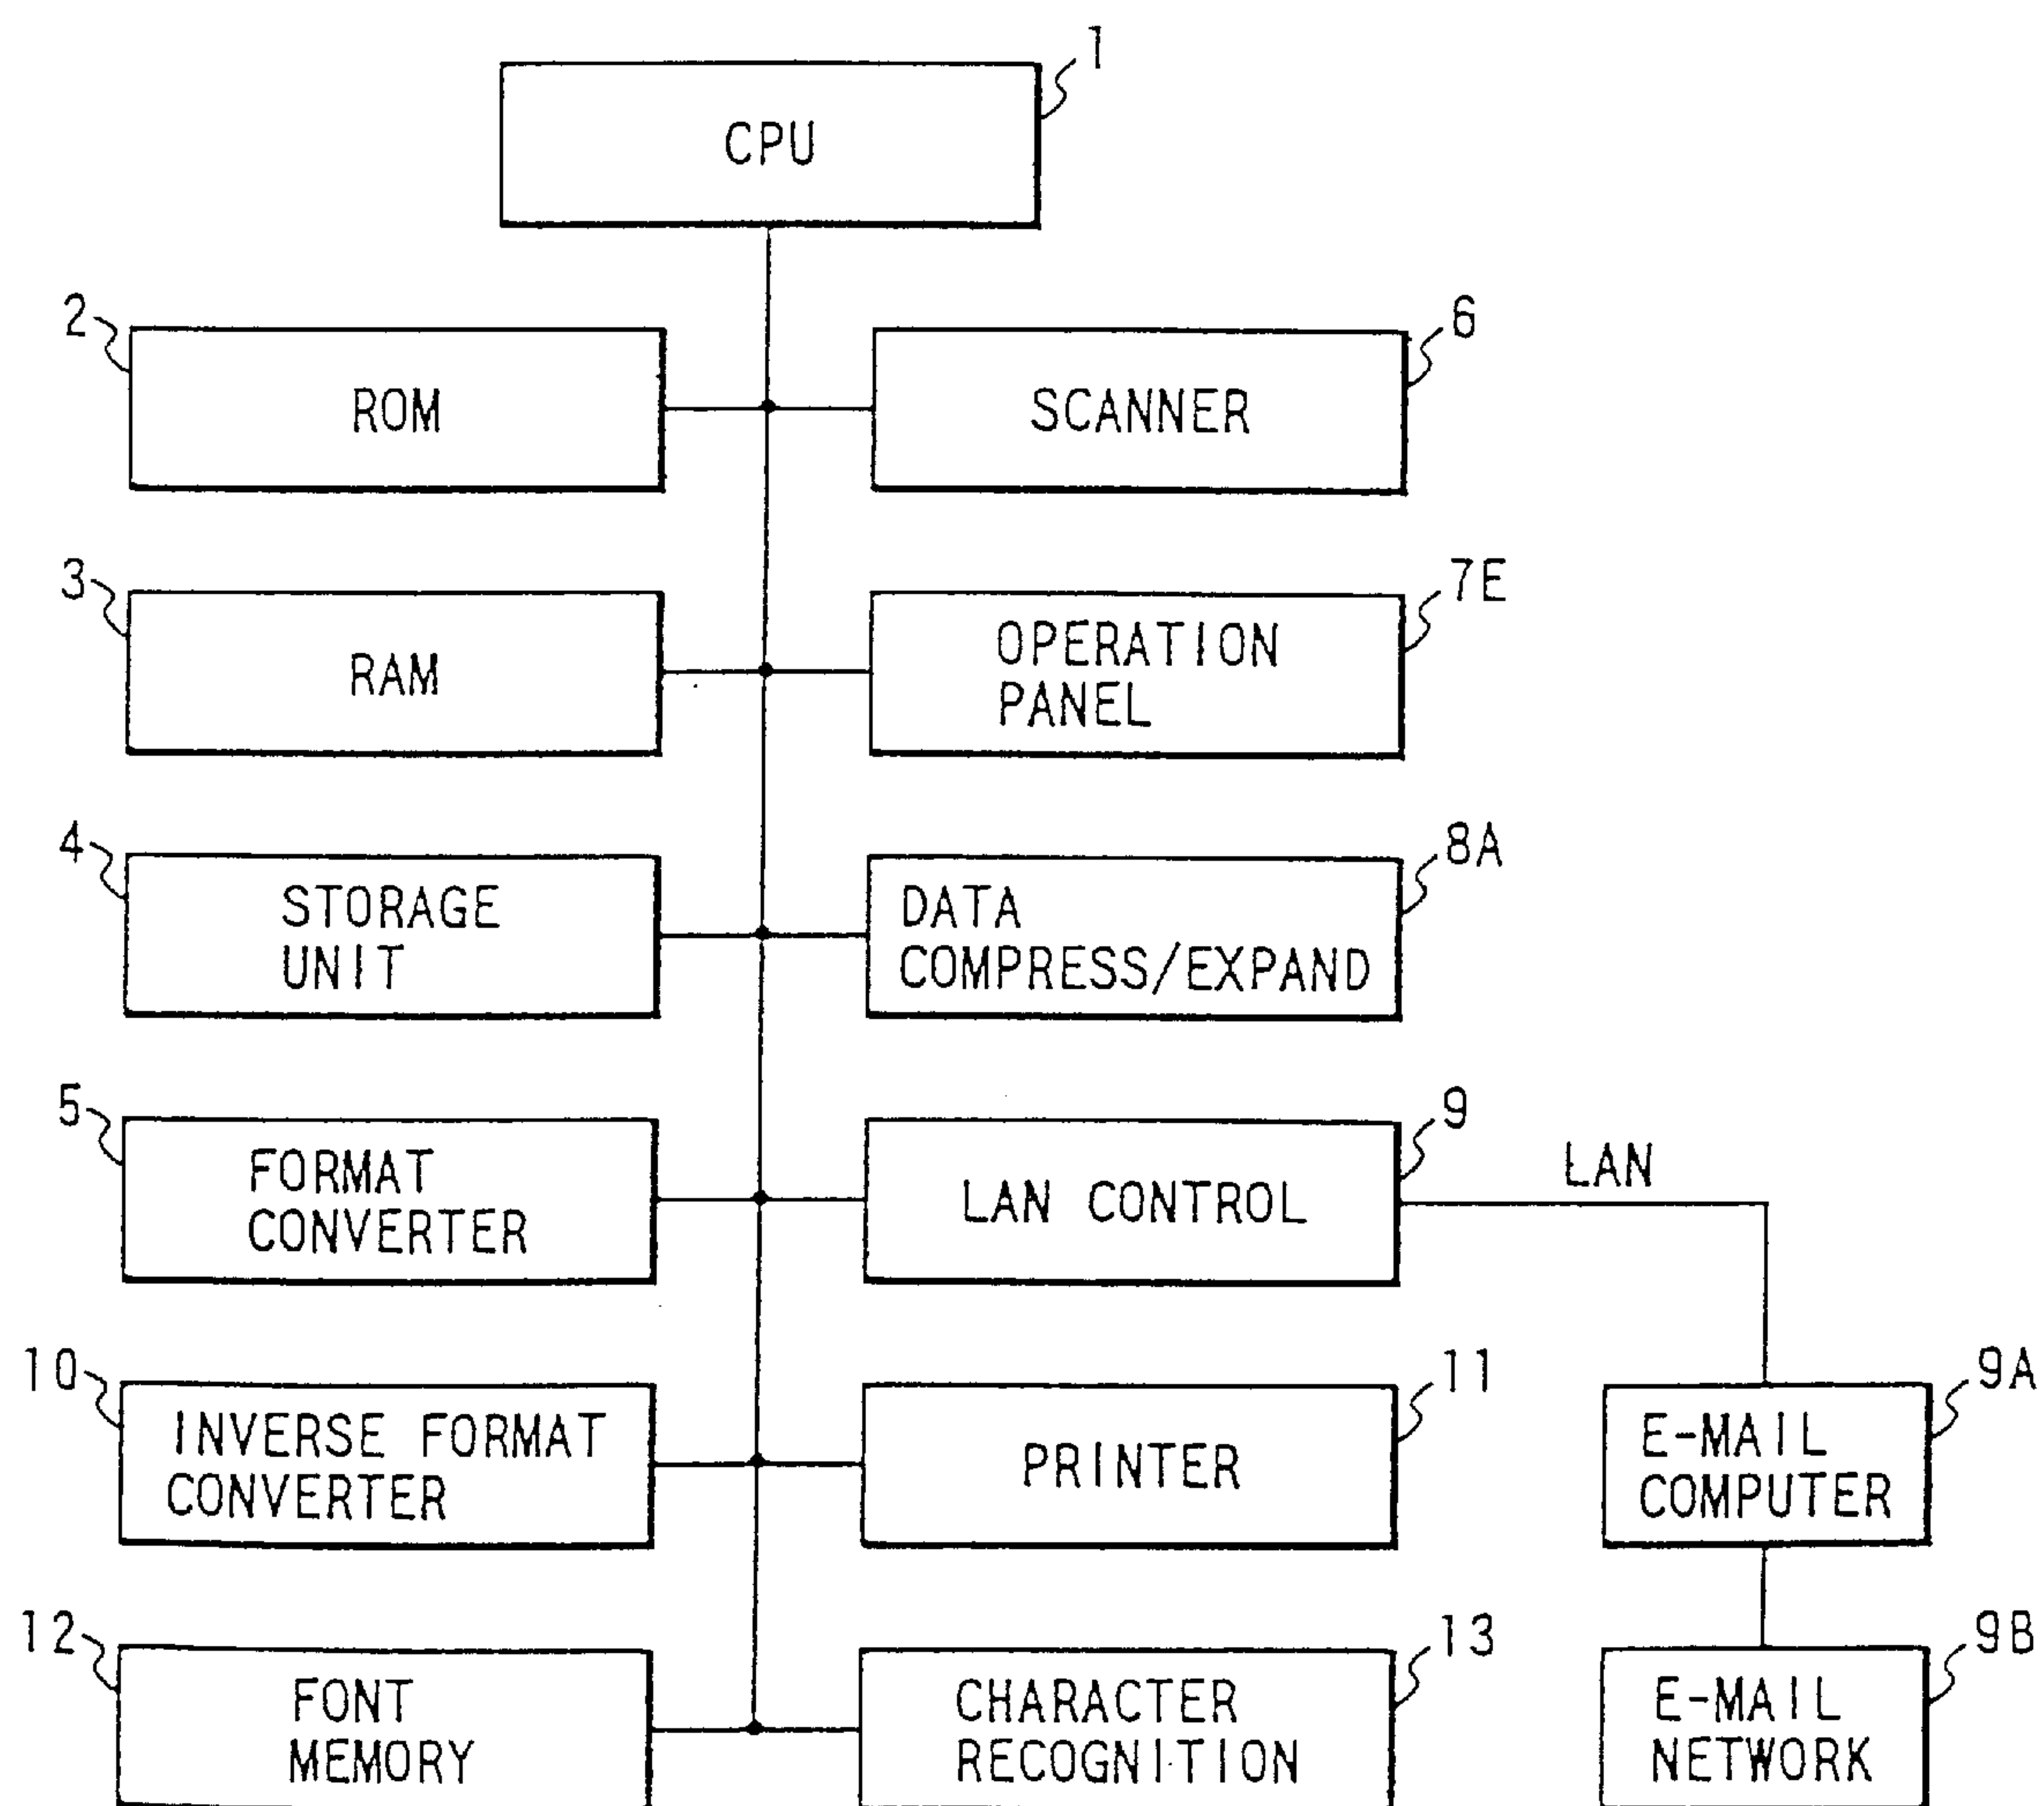 1
CPU
2
ROM
6
SCANNER
3
RAM
7E
OPERATION
PANEL
4
STORAGE
UNIT
8A
DATA
COMPRESS/EXPAND
5
FORMAT
CONVERTER
9
LAN CONTROL
LAN
10
INVERSE FORMAT
CONVERTER
11
PRINTER
9A
E-MAIL
COMPUTER
12
FONT
MEMORY
13
CHARACTER
RECOGNITION
9B
E-MAIL
NETWORK